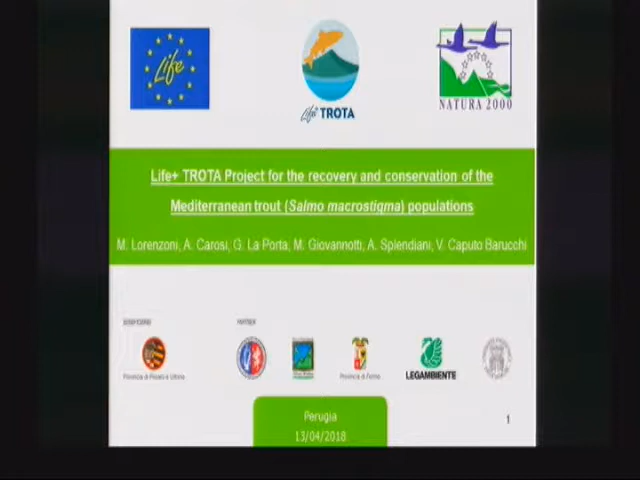 Life
Life+ TROTA
NATURA 2000
Life+ TROTA Project for the recovery and conservation of the
Mediterranean trout (Salmo macrostigma) populations
M. Lorenzoni, A. Carosi, G. La Porta, M. Giovannotti, A. Splendiani, V. Caputo Barucchi
PARTNER
Provincia di Pesaro e Urbino
Provincia di Fermo
LEGAMBIENTE
Perugia
13/04/2018
1